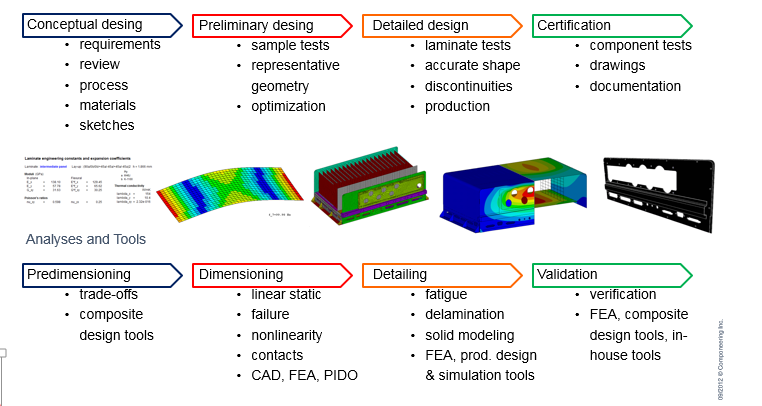 Conceptual desing
• requirements
• review
• process
• materials
• sketches
Preliminary desing
• sample tests
• representative
geometry
• optimization
Detailed design
• laminate tests
• accurate shape
• discontinuities
• production
Certification
• component tests
• drawings
• documentation
Laminate engineering constants and expansion coefficients
Analyses and Tools
Predimensioning
• trade-offs
• composite
design tools
Dimensioning
• linear static
• failure
• nonlinearity
• contacts
• CAD, FEA, PIDO
Detailing
• fatigue
• delamination
• solid modeling
• FEA, prod. design
& simulation tools
Validation
• verification
• FEA, composite
design tools, in-
house tools
09/2012 © Componeering Inc.